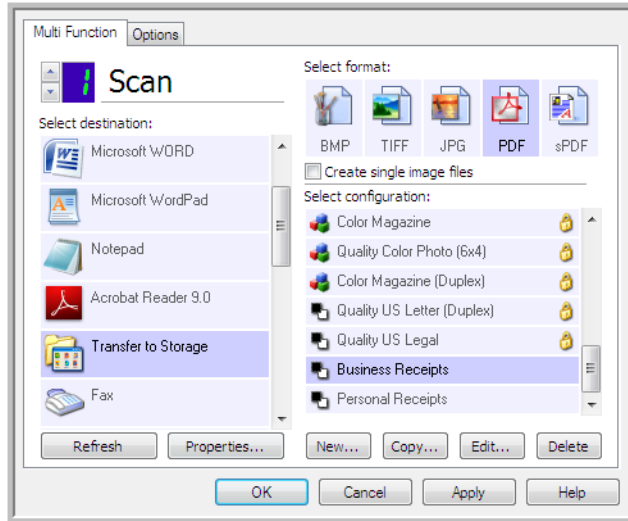 Multi Function
Options
1
Scan
Select destination:
Microsoft WORD
Microsoft WordPad
Notepad
Acrobat Reader 9.0
Transfer to Storage
Fax
Refresh
Properties...
Select format:
BMP
TIFF
JPG
PDF
sPDF
Create single image files
Select configuration:
Color Magazine
Quality Color Photo (6x4)
Color Magazine (Duplex)
Quality US Letter (Duplex)
Quality US Legal
Business Receipts
Personal Receipts
New...
Copy...
Edit...
Delete
OK
Cancel
Apply
Help